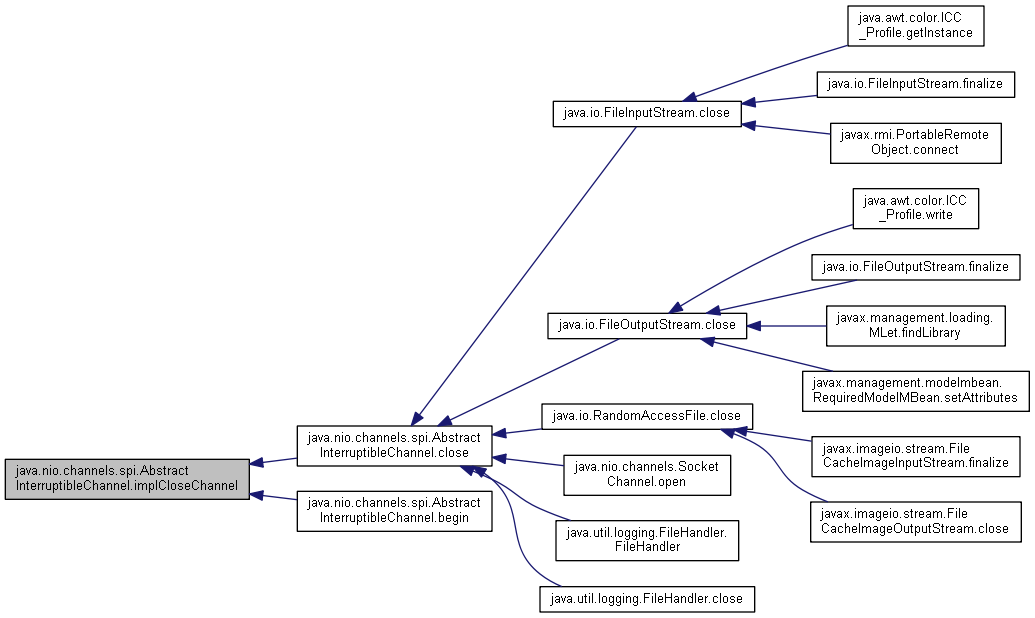 java.awt.color.ICC
_Profile.getInstance
java.io.FileInputStream.finalize
java.io.FileInputStream.close
javax.rmi.PortableRemote
Object.connect
java.awt.color.ICC
_Profile.write
java.io.FileOutputStream.finalize
java.io.FileOutputStream.close
javax.management.loading.
MLet.findLibrary
javax.management.modelmbean.
RequiredModelMBean.setAttributes
java.io.RandomAccessFile.close
java.nio.channels.spi.Abstract
InterruptibleChannel.close
javax.imageio.stream.File
CacheImageInputStream.finalize
java.nio.channels.spi.Abstract
InterruptibleChannel.implCloseChannel
java.nio.channels.Socket
Channel.open
java.nio.channels.spi.Abstract
InterruptibleChannel.begin
javax.imageio.stream.File
CacheImageOutputStream.close
java.util.logging.FileHandler.
FileHandler
java.util.logging.FileHandler.close